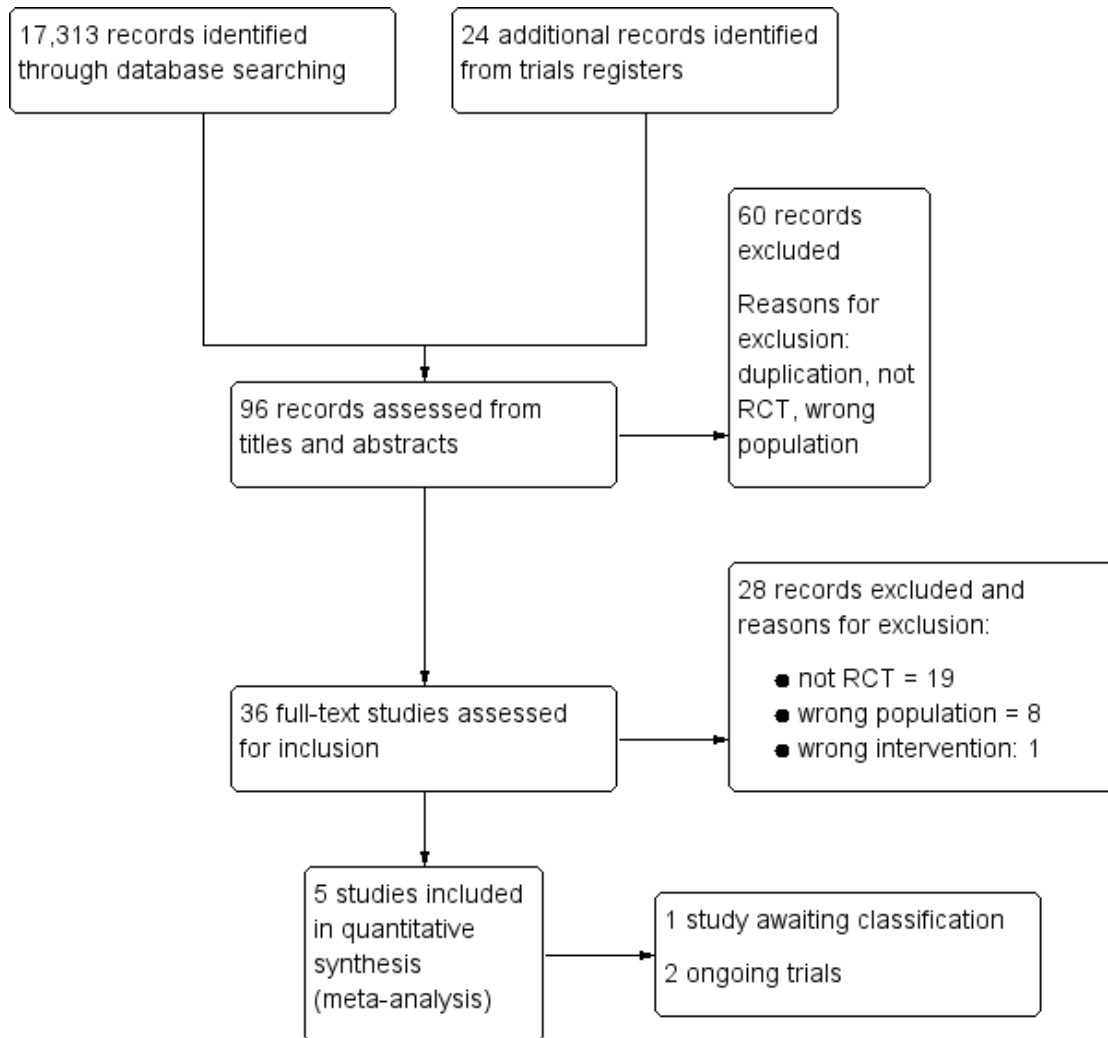 17,313 records identified
through database searching
24 additional records identified
from trials registers
60 records
excluded
Reasons for
exclusion:
duplication, not
RCT, wrong
population
96 records assessed from
titles and abstracts
28 records excluded and
reasons for exclusion:
● not RCT = 19
● wrong population = 8
● wrong intervention: 1
36 full-text studies assessed
for inclusion
5 studies included
in quantitative
synthesis
(meta-analysis)
1 study awaiting classification
2 ongoing trials